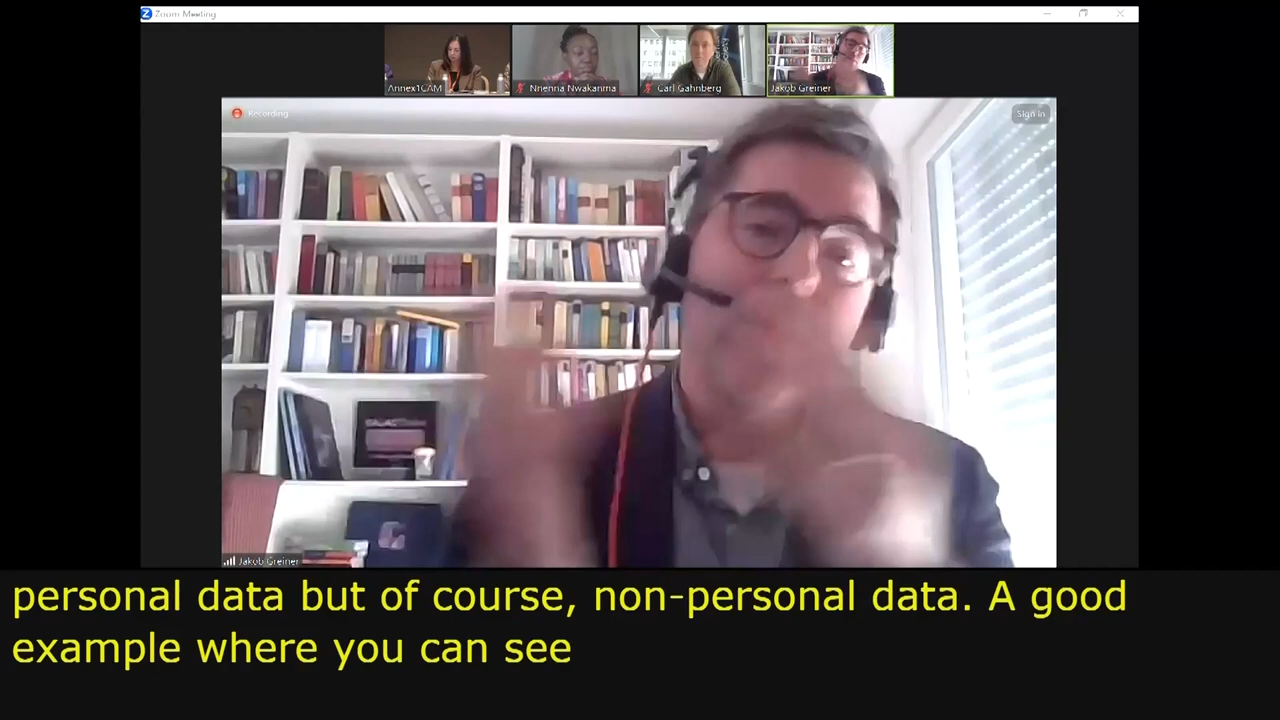 Zoom Meeting
Annex1CAM
Nnenna Nwakanma
Carl Gahnberg
Jakob Greiner
Recording
Sign in
Jakob Greiner
personal data but of course, non-personal data. A good
example where you can see